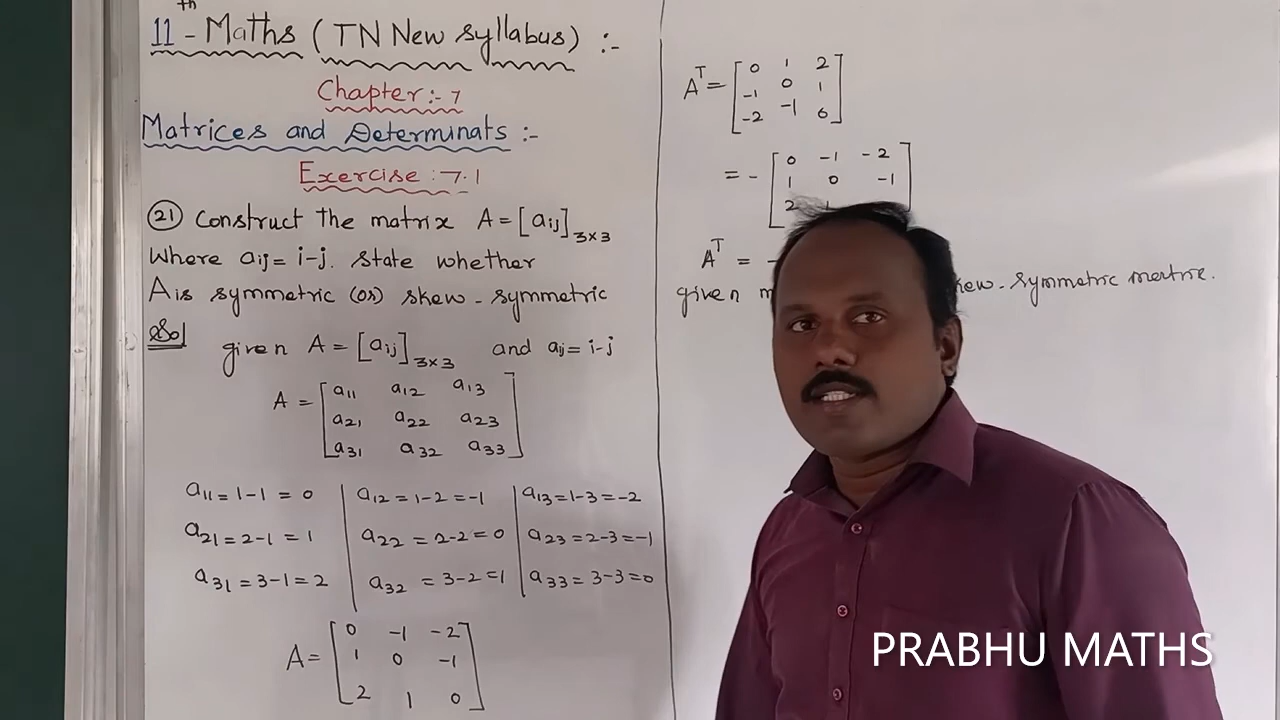 11th - Maths (TN New Syllabus) :-
Chapter :- 7
Matrices and Determinats :-
Exercise :- 7.1
(21) Construct the matrix A = [aij]3×3
Where aij = i-j. State whether
A is symmetric (or) skew-symmetric
Sol
given A = [aij]3×3 and aij = i-j
A = [a11 a12 a13
a21 a22 a23
a31 a32 a33]
a11 = 1-1 = 0 | a12 = 1-2 = -1 | a13 = 1-3 = -2
a21 = 2-1 = 1 | a22 = 2-2 = 0 | a23 = 2-3 = -1
a31 = 3-1 = 2 | a32 = 3-2 = 1 | a33 = 3-3 = 0
A = [0 -1 -2
1 0 -1
2 1 0]
A^T = [0 1 2
-1 0 1
-2 -1 0]
= - [0 -1 -2
1 0 -1
2
A^T = -
given skew-symmetric matrix.
PRABHU MATHS